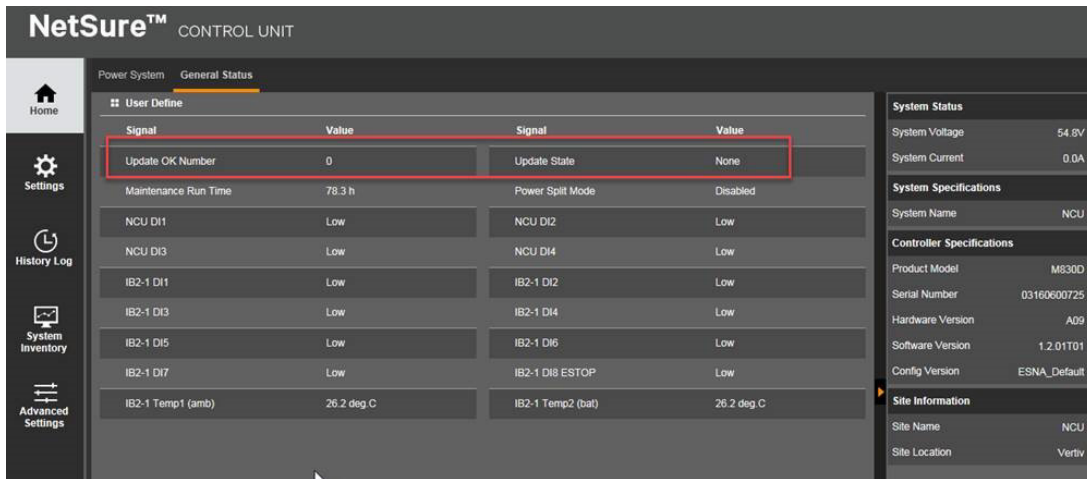 NetSure™ CONTROL UNIT
Home
Settings
History Log
System Inventory
Advanced Settings
Power System General Status
User Define
Signal Value Signal Value
Update OK Number 0 Update State None
Maintenance Run Time 78.3 h Power Split Mode Disabled
NCU DI1 Low NCU DI2 Low
NCU DI3 Low NCU DI4 Low
IB2-1 DI1 Low IB2-1 DI2 Low
IB2-1 DI3 Low IB2-1 DI4 Low
IB2-1 DI5 Low IB2-1 DI6 Low
IB2-1 DI7 Low IB2-1 DI8 ESTOP Low
IB2-1 Temp1 (amb) 26.2 deg.C IB2-1 Temp2 (bat) 26.2 deg.C
System Status
System Voltage 54.8V
System Current 0.0A
System Specifications
System Name NCU
Controller Specifications
Product Model M830D
Serial Number 03160600725
Hardware Version A09
Software Version 1.2.01T01
Config Version ESNA_Default
Site Information
Site Name NCU
Site Location Vertiv